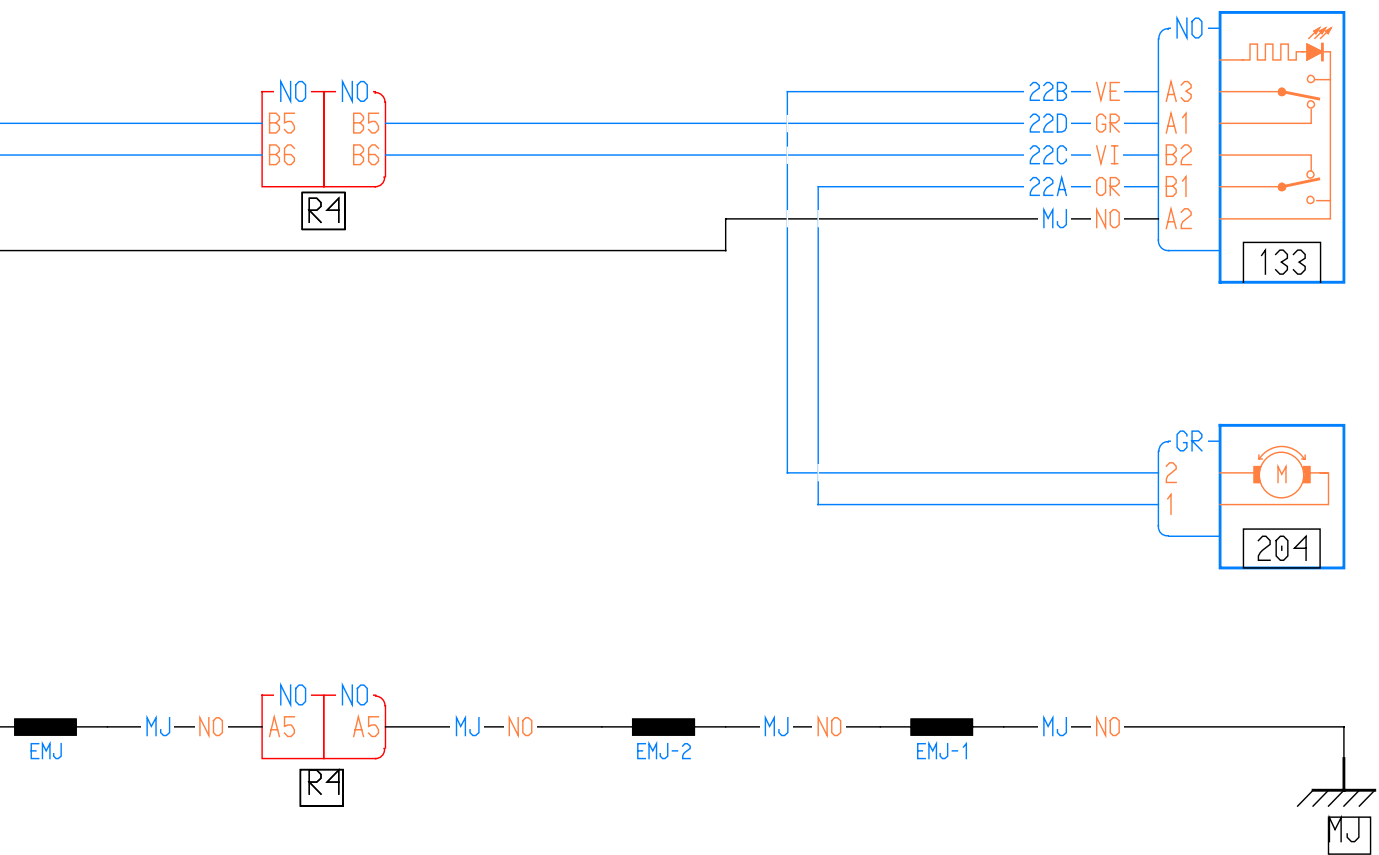 NO
NO NO 22B VE A3
B5 B5 22D GR A1
B6 B6 22C VI B2
22A OR B1
R4 MJ NO A2
133
GR
2 M
1
204
NO NO
MJ NO A5 A5 MJ NO MJ NO MJ NO
EMJ EMJ-2 EMJ-1
R4
MJ